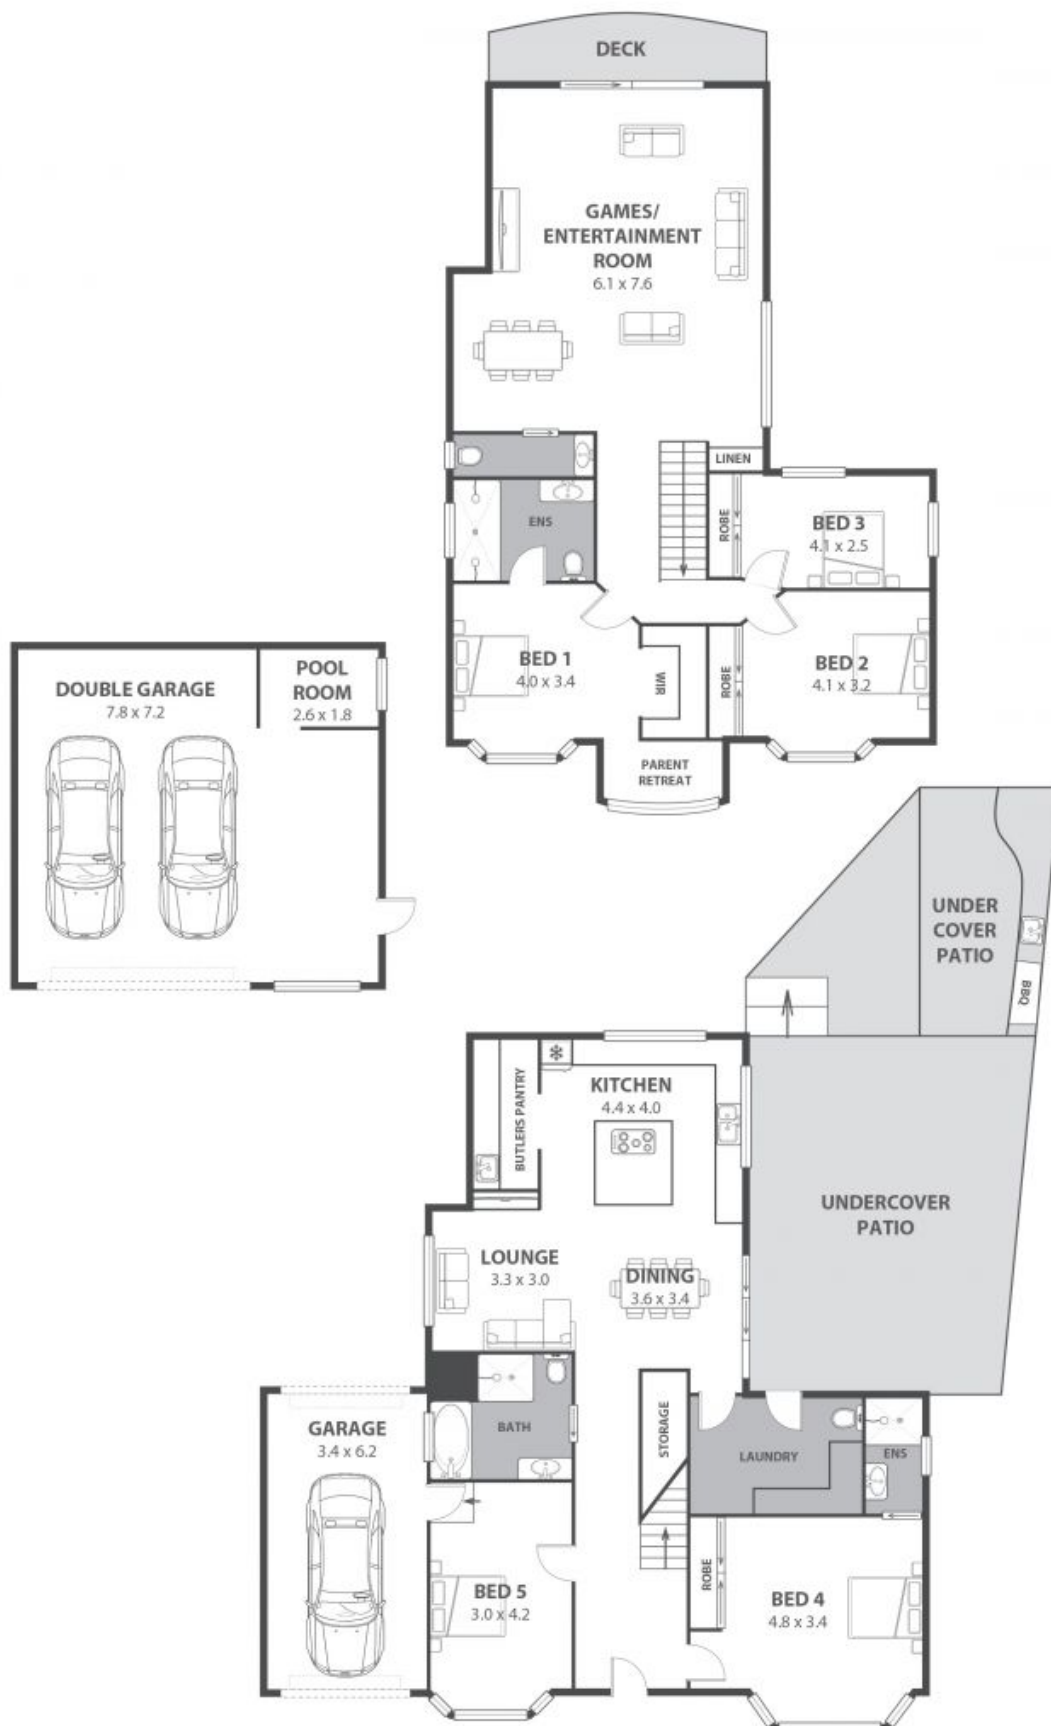 DECK
GAMES/
ENTERTAINMENT
ROOM
6.1 x 7.6
LINEN
ENS
ROBE
BED 3
4.1 x 2.5
BED 1
4.0 x 3.4
WIR
ROBE
BED 2
4.1 x 3.2
PARENT
RETREAT
DOUBLE GARAGE
7.8 x 7.2
POOL
ROOM
2.6 x 1.8
UNDER
COVER
PATIO
BBQ
BUTLERS PANTRY
KITCHEN
4.4 x 4.0
UNDERCOVER
PATIO
LOUNGE
3.3 x 3.0
DINING
3.6 x 3.4
GARAGE
3.4 x 6.2
BATH
STORAGE
LAUNDRY
ENS
BED 5
3.0 x 4.2
ROBE
BED 4
4.8 x 3.4